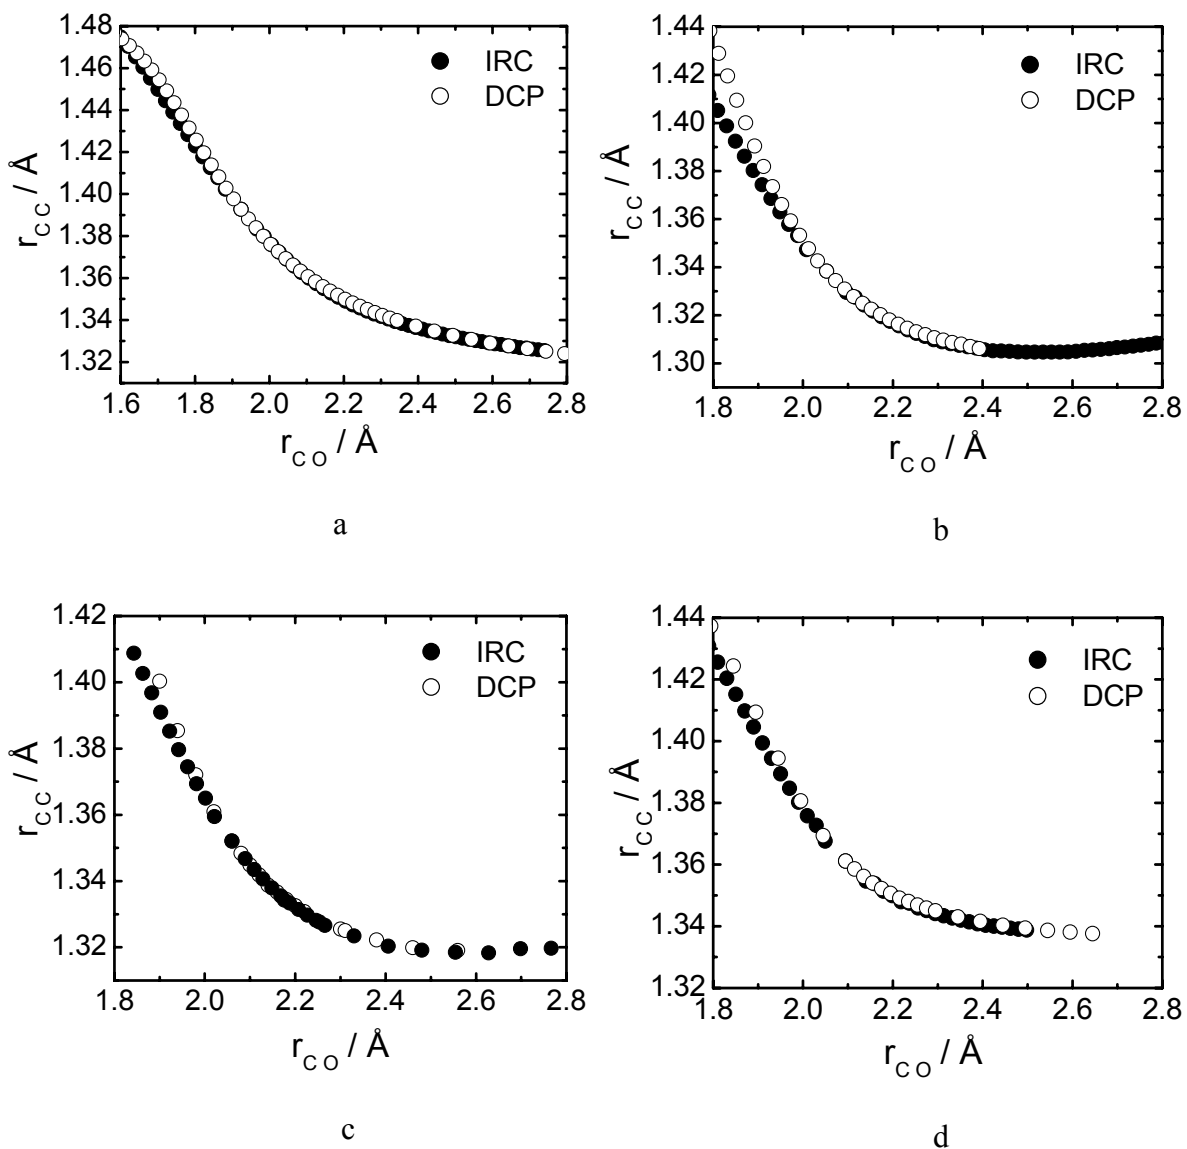 1.48
1.46
1.44
1.42
1.40
1.38
1.36
1.34
1.32
r_CC / Å
IRC
DCP
1.6 1.8 2.0 2.2 2.4 2.6 2.8
r_CO / Å
a
1.44
1.42
1.40
1.38
1.36
1.34
1.32
1.30
r_CC / Å
IRC
DCP
1.8 2.0 2.2 2.4 2.6 2.8
r_CO / Å
b
1.42
1.40
1.38
1.36
1.34
1.32
r_CC / Å
IRC
DCP
1.8 2.0 2.2 2.4 2.6 2.8
r_CO / Å
c
1.44
1.42
1.40
1.38
1.36
1.34
1.32
r_CC / Å
IRC
DCP
1.8 2.0 2.2 2.4 2.6 2.8
r_CO / Å
d